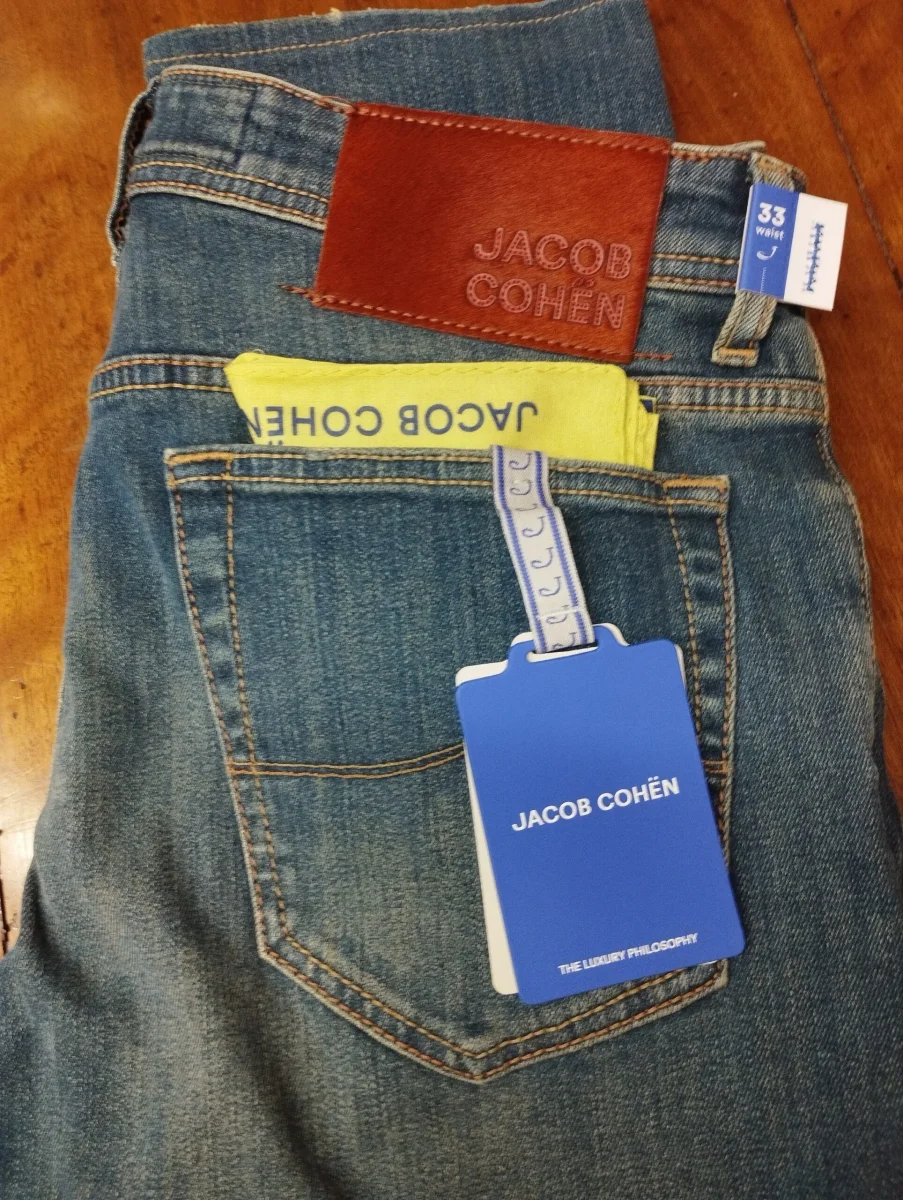 JACOB
COHËN
33
waist
JACOB COHËN
JACOB COHËN
THE LUXURY PHILOSOPHY